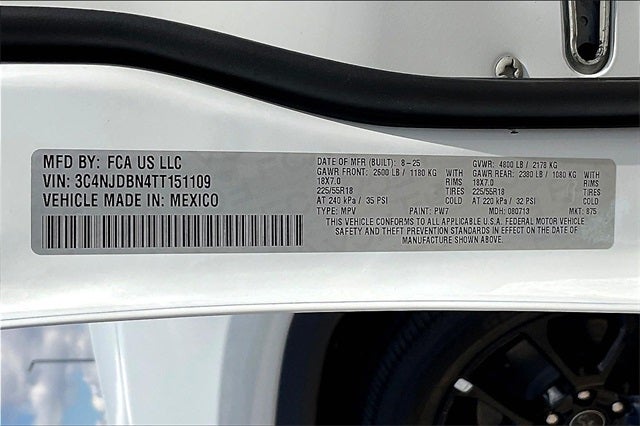 MFD BY: FCA US LLC
VIN: 3C4NJDBN4TT151109
VEHICLE MADE IN: MEXICO
DATE OF MFR (BUILT): 8-25 GVWR: 4800 LB / 2178 KG
GAWR FRONT: 2600 LB / 1180 KG WITH GAWR REAR: 2380 LB / 1080 KG WITH
18X7.0 RIMS 18X7.0 RIMS
225/55R18 TIRES 225/55R18 TIRES
AT 240 kPa / 35 PSI COLD AT 220 kPa / 32 PSI COLD
TYPE: MPV PAINT: PW7 MDH: 080713 MKT: 875
THIS VEHICLE CONFORMS TO ALL APPLICABLE U.S.A. FEDERAL MOTOR VEHICLE
SAFETY AND THEFT PREVENTION STANDARDS IN EFFECT ON THE DATE OF
MANUFACTURE SHOWN ABOVE.